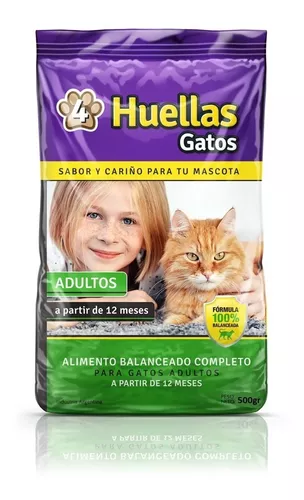 4 Huellas
Gatos
SABOR Y CARIÑO PARA TU MASCOTA
ADULTOS
a partir de 12 meses
FÓRMULA
100%
BALANCEADA
ALIMENTO BALANCEADO COMPLETO
PARA GATOS ADULTOS
A PARTIR DE 12 MESES
500gr